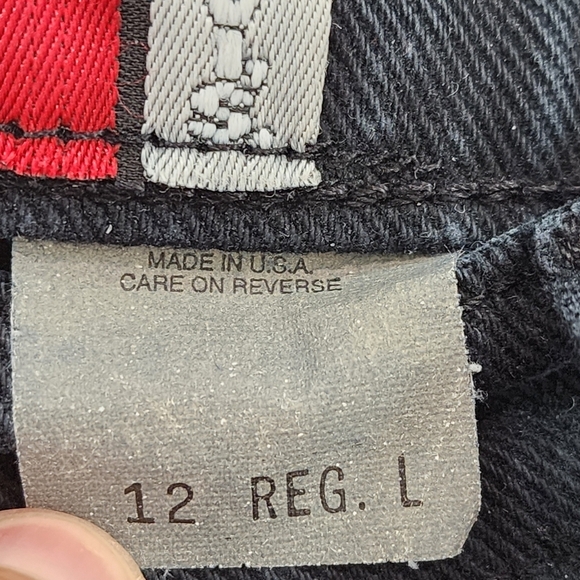 MADE IN U.S.A.
CARE ON REVERSE
12 REG. L